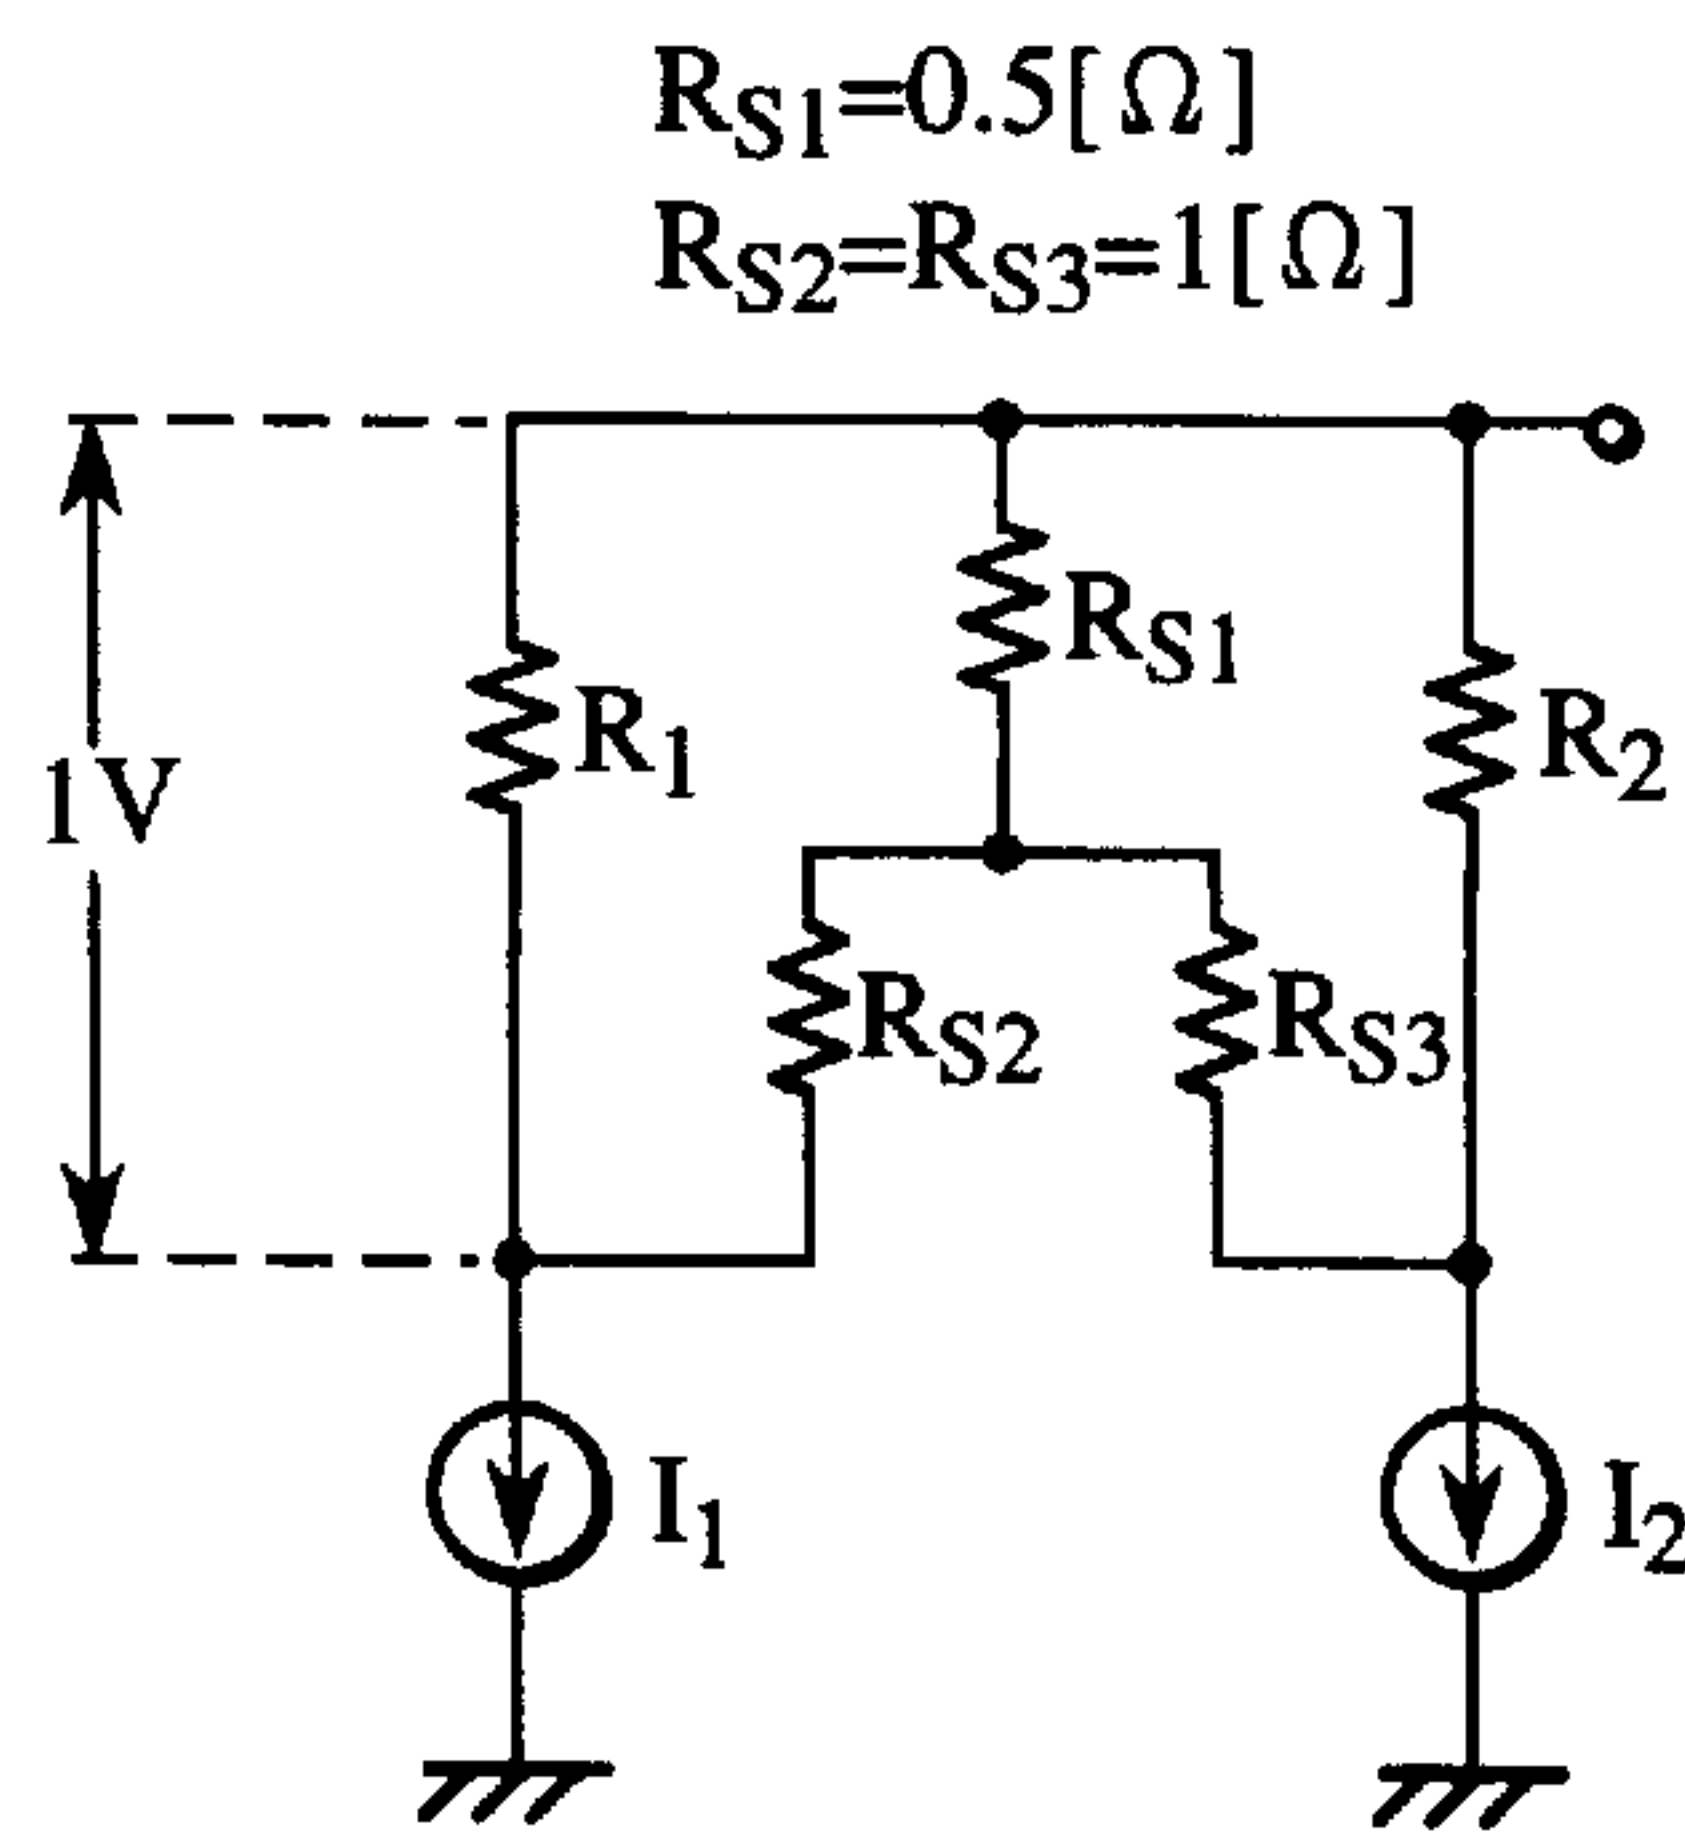 RS1=0.5[Ω]
RS2=RS3=1[Ω]
RS1
R1
R2
1V
RS2
RS3
I1
I2